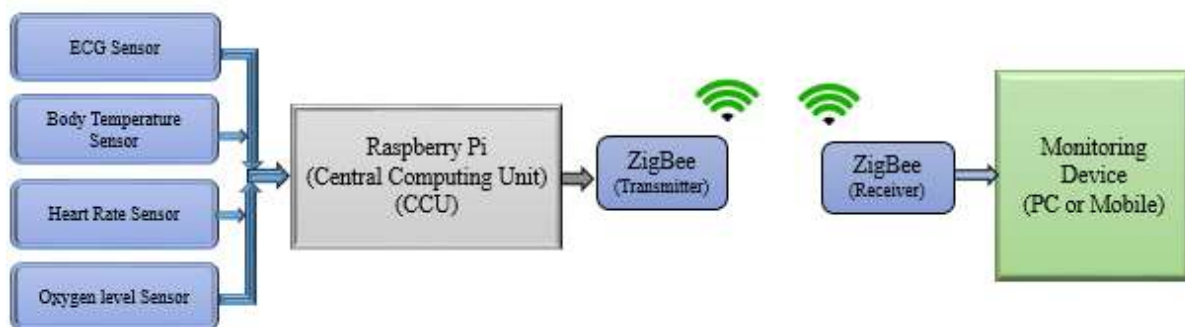 ECG Sensor
Body Temperature
Sensor
Heart Rate Sensor
Oxygen level Sensor
Raspberry Pi
(Central Computing Unit)
(CCU)
ZigBee
(Transmitter)
ZigBee
(Receiver)
Monitoring
Device
(PC or Mobile)